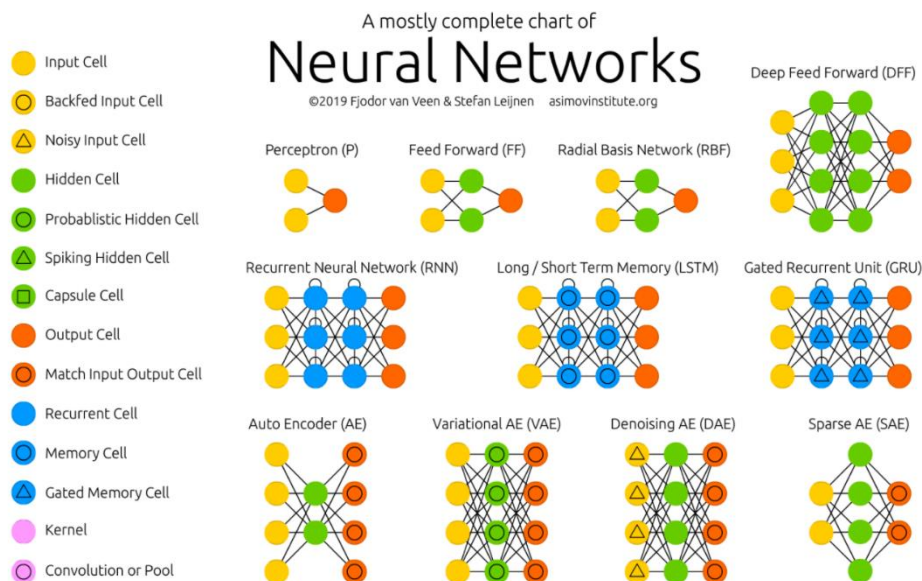 A mostly complete chart of
Neural Networks
©2019 Fjodor van Veen & Stefan Leijnen asimovinstitute.org
Input Cell
Backfed Input Cell
Noisy Input Cell
Hidden Cell
Probablistic Hidden Cell
Spiking Hidden Cell
Capsule Cell
Output Cell
Match Input Output Cell
Recurrent Cell
Memory Cell
Gated Memory Cell
Kernel
Convolution or Pool
Deep Feed Forward (DFF)
Perceptron (P)
Feed Forward (FF)
Radial Basis Network (RBF)
Recurrent Neural Network (RNN)
Long / Short Term Memory (LSTM)
Gated Recurrent Unit (GRU)
Auto Encoder (AE)
Variational AE (VAE)
Denoising AE (DAE)
Sparse AE (SAE)